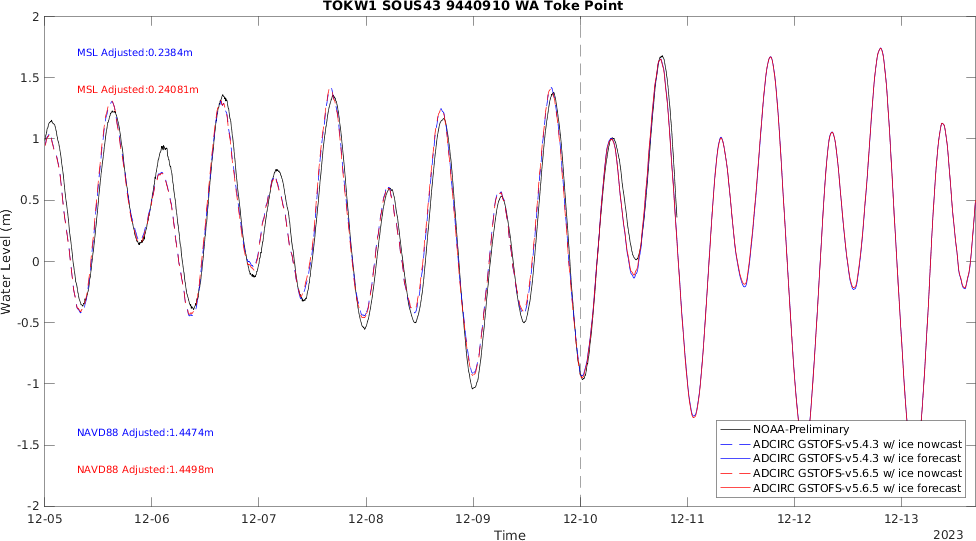 TOKW1 SOUS43 9440910 WA Toke Point
MSL Adjusted:0.2384m
MSL Adjusted:0.24081m
NAVD88 Adjusted:1.4474m
NAVD88 Adjusted:1.4498m
Water Level (m)
2
1.5
1
0.5
0
-0.5
-1
-1.5
-2
12-05
12-06
12-07
12-08
12-09
12-10
12-11
12-12
12-13
Time
2023
NOAA-Preliminary
ADCIRC GSTOFS-v5.4.3 w/ ice nowcast
ADCIRC GSTOFS-v5.4.3 w/ ice forecast
ADCIRC GSTOFS-v5.6.5 w/ ice nowcast
ADCIRC GSTOFS-v5.6.5 w/ ice forecast